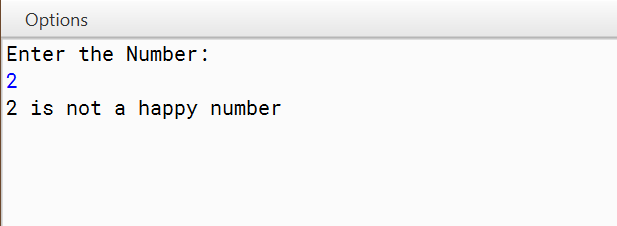 Options
Enter the Number:
2
2 is not a happy number